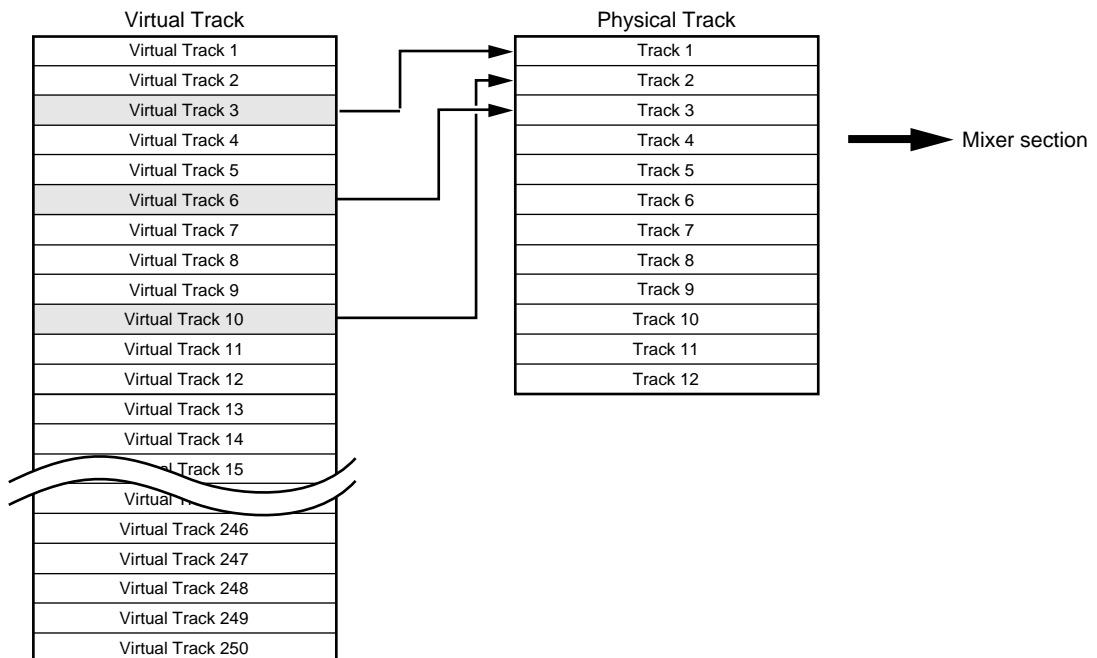 Virtual Track
Virtual Track 1
Virtual Track 2
Virtual Track 3
Virtual Track 4
Virtual Track 5
Virtual Track 6
Virtual Track 7
Virtual Track 8
Virtual Track 9
Virtual Track 10
Virtual Track 11
Virtual Track 12
Virtual Track 13
Virtual Track 14
Track 15
Virtual
Virtual Track 246
Virtual Track 247
Virtual Track 248
Virtual Track 249
Virtual Track 250
Physical Track
Track 1
Track 2
Track 3
Track 4
Track 5
Track 6
Track 7
Track 8
Track 9
Track 10
Track 11
Track 12
Mixer section